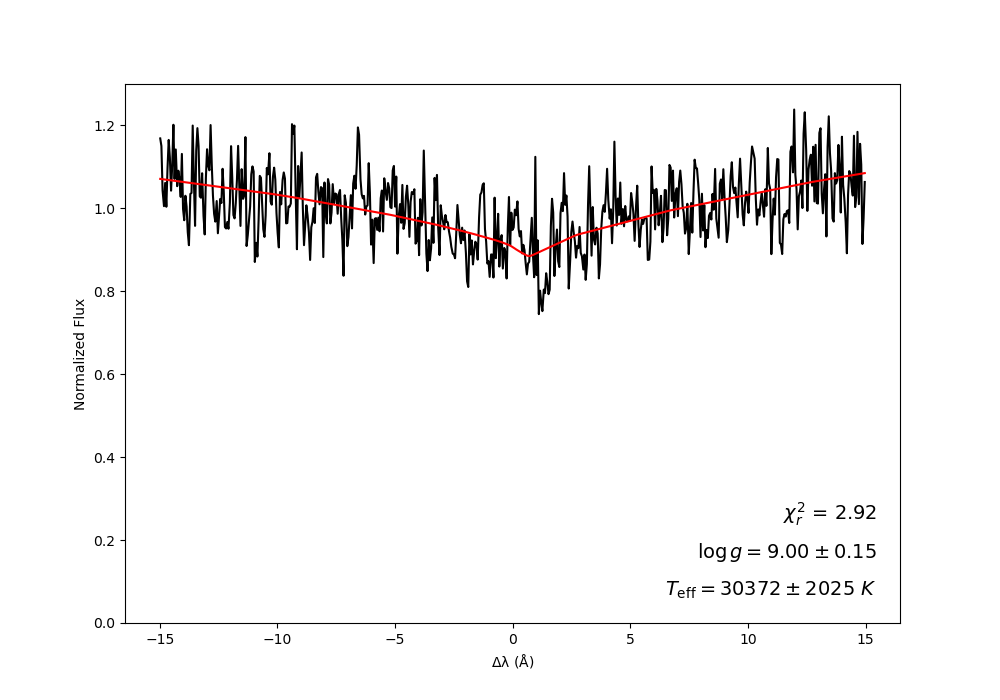 Normalized Flux
1.2
1.0
0.8
0.6
0.4
0.2
0.0
χ²ᵣ = 2.92
log g = 9.00 ± 0.15
T_eff = 30372 ± 2025 K
−15 −10 −5 0 5 10 15
Δλ (Å)